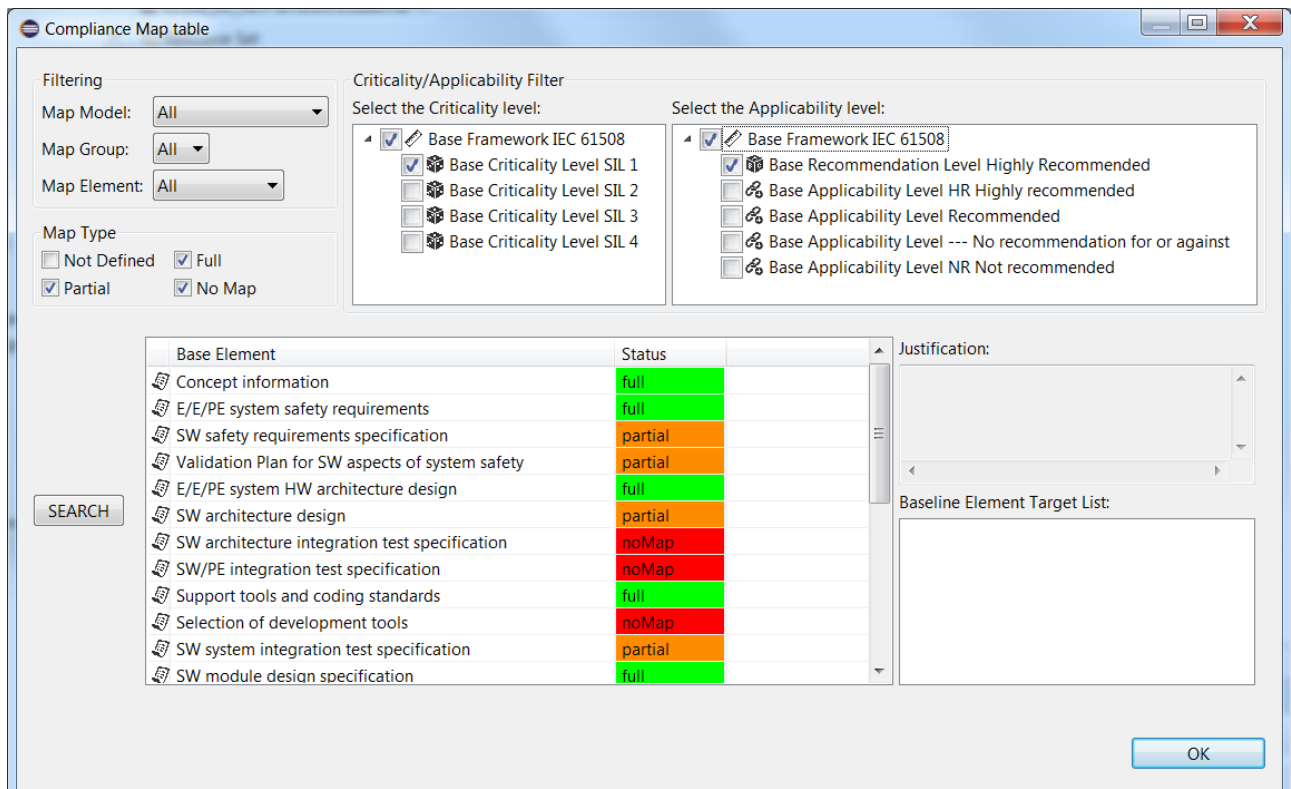 Compliance Map table
Filtering
Map Model: All
Map Group: All
Map Element: All
Map Type
Not Defined Full
Partial No Map
Criticality/Applicability Filter
Select the Criticality level:
Base Framework IEC 61508
Base Criticality Level SIL 1
Base Criticality Level SIL 2
Base Criticality Level SIL 3
Base Criticality Level SIL 4
Select the Applicability level:
Base Framework IEC 61508
Base Recommendation Level Highly Recommended
Base Applicability Level HR Highly recommended
Base Applicability Level Recommended
Base Applicability Level --- No recommendation for or against
Base Applicability Level NR Not recommended
SEARCH
Base Element Status
Concept information full
E/E/PE system safety requirements full
SW safety requirements specification partial
Validation Plan for SW aspects of system safety partial
E/E/PE system HW architecture design full
SW architecture design partial
SW architecture integration test specification noMap
SW/PE integration test specification noMap
Support tools and coding standards full
Selection of development tools noMap
SW system integration test specification partial
SW module design specification full
Justification:
Baseline Element Target List:
OK